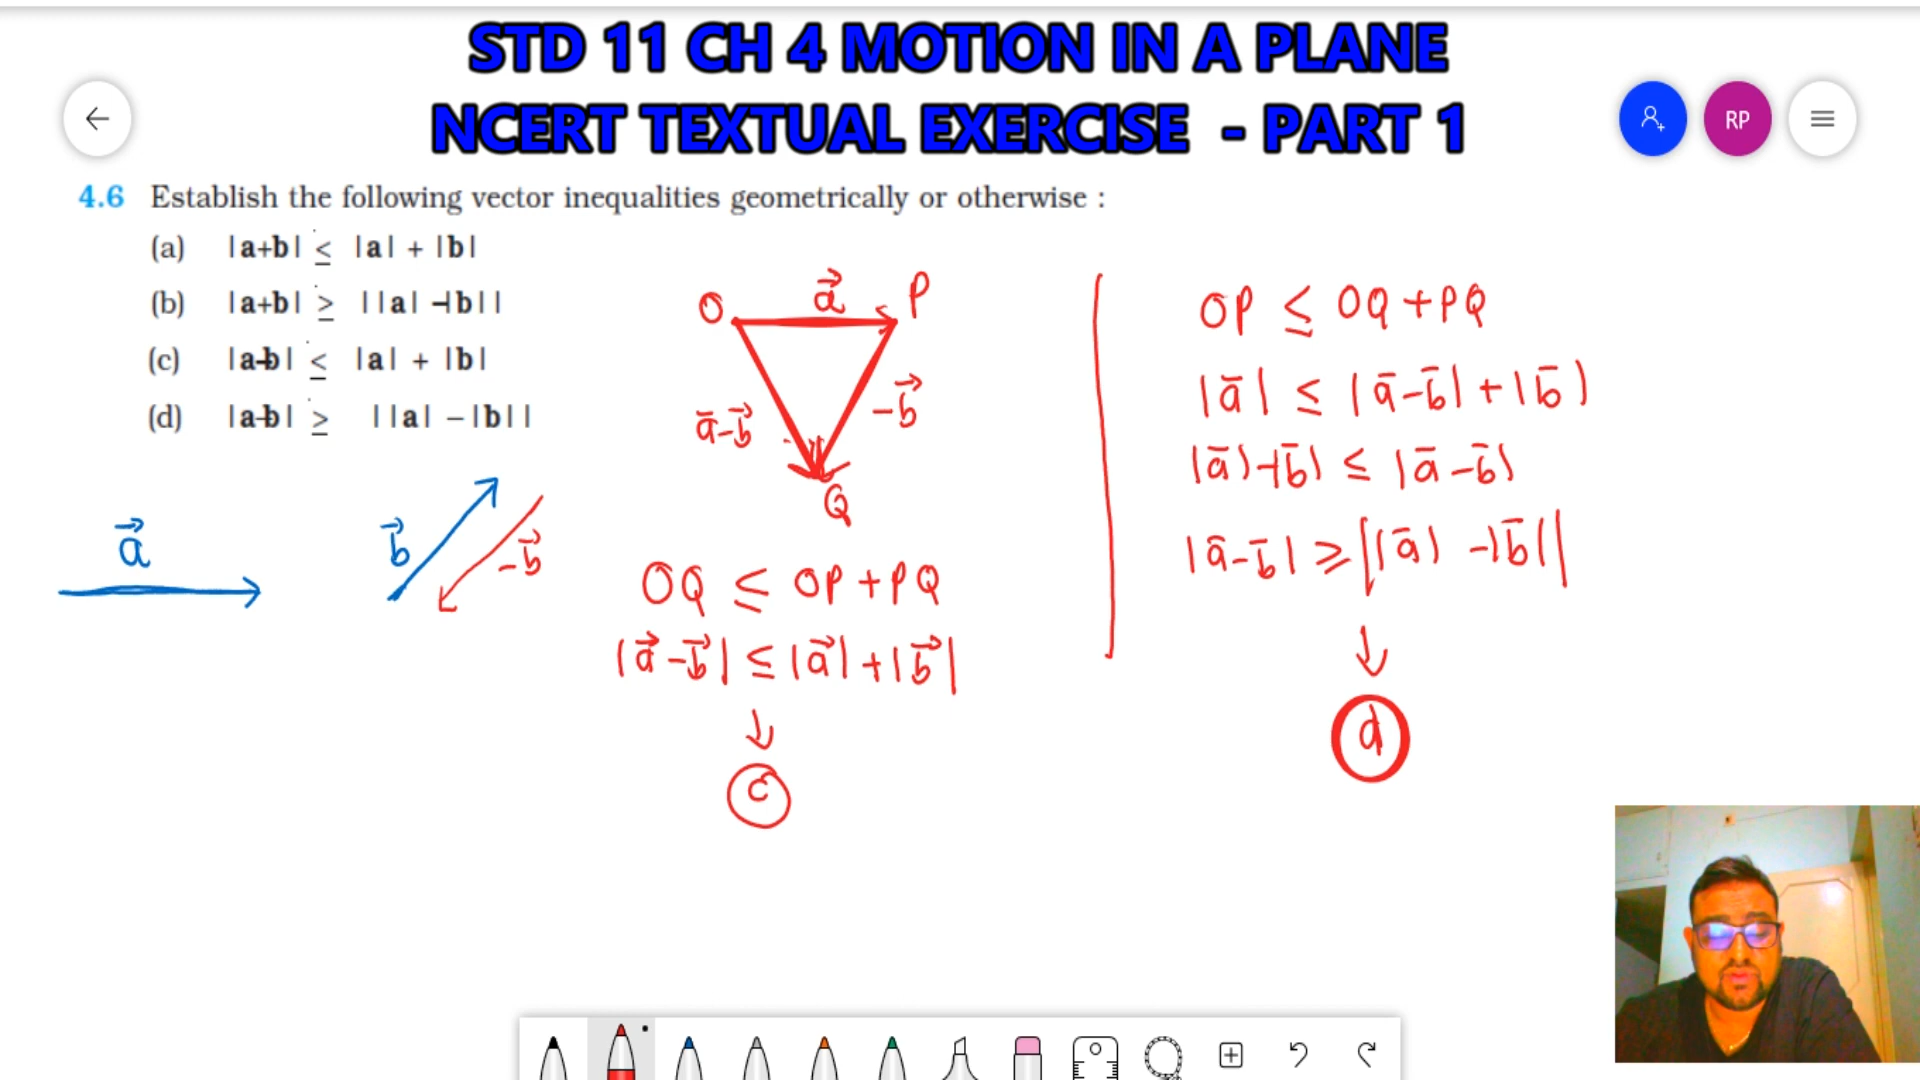 STD 11 CH 4 MOTION IN A PLANE
NCERT TEXTUAL EXERCISE - PART 1
RP
4.6 Establish the following vector inequalities geometrically or otherwise :
(a) |a+b| ≤ |a| + |b|
(b) |a+b| ≥ ||a| −|b||
(c) |a-b| ≤ |a| + |b|
(d) |a-b| ≥ ||a| − |b||
O a⃗ P
a̅-b⃗ -b⃗
Q
a⃗
b⃗ -b⃗
OQ ≤ OP+PQ
|a⃗-b⃗| ≤ |a⃗|+|b⃗|
↓
c
OP ≤ OQ+PQ
|a̅| ≤ |a̅-b̅|+|b̅|
|a̅|-|b̅| ≤ |a̅-b̅|
|a̅-b̅| ≥ ||a̅| -|b̅||
↓
d